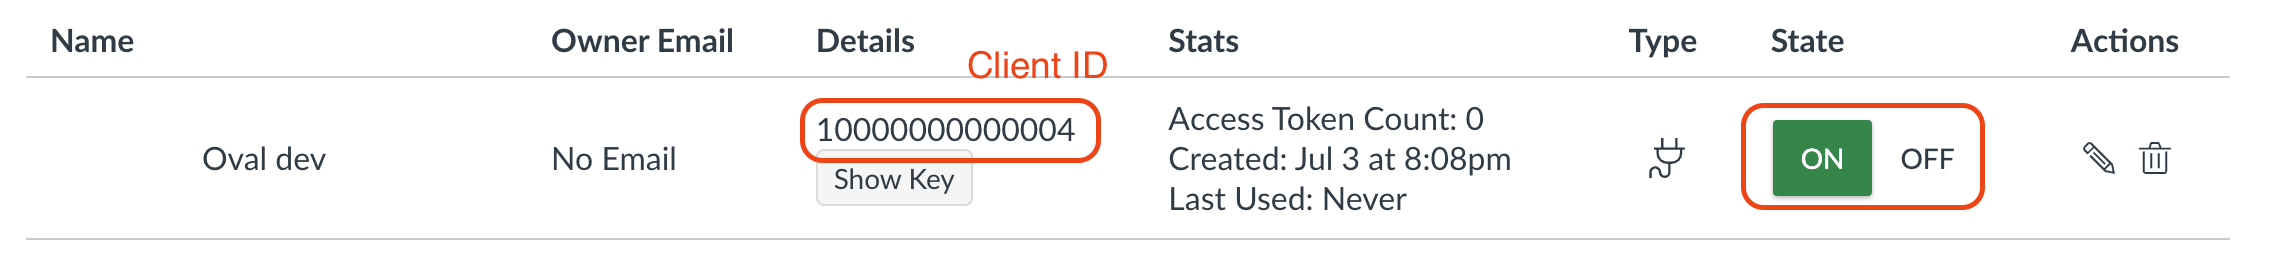 Name Owner Email Details Stats Type State Actions
Client ID
Oval dev
No Email
10000000000004
Show Key
Access Token Count: 0
Created: Jul 3 at 8:08pm
Last Used: Never
ON OFF